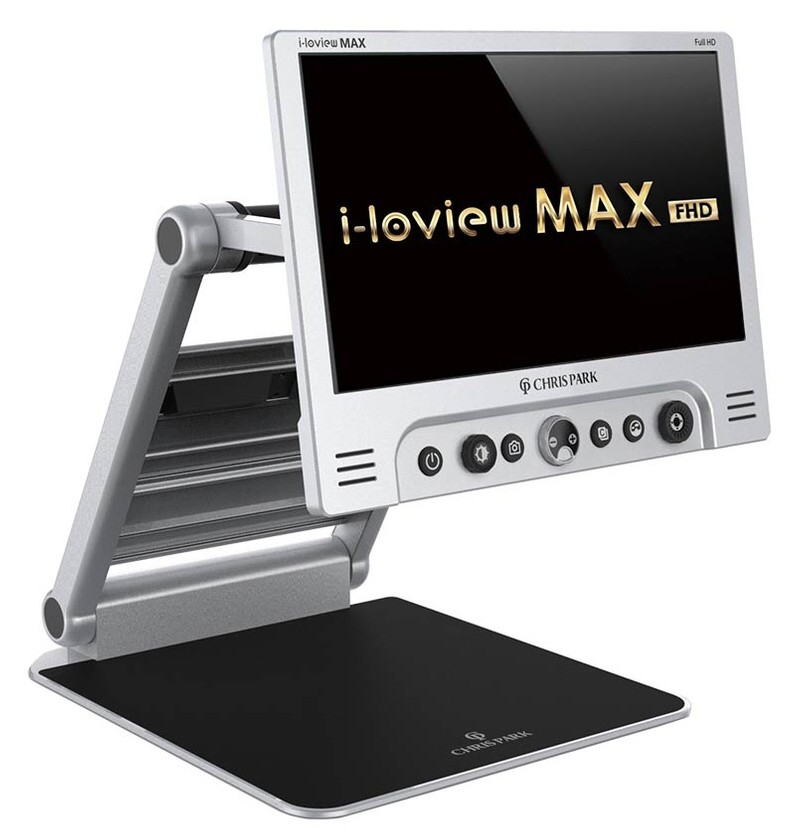 i-loview MAX
Full HD
i-loview MAX FHD
CHRIS PARK
CHRIS PARK